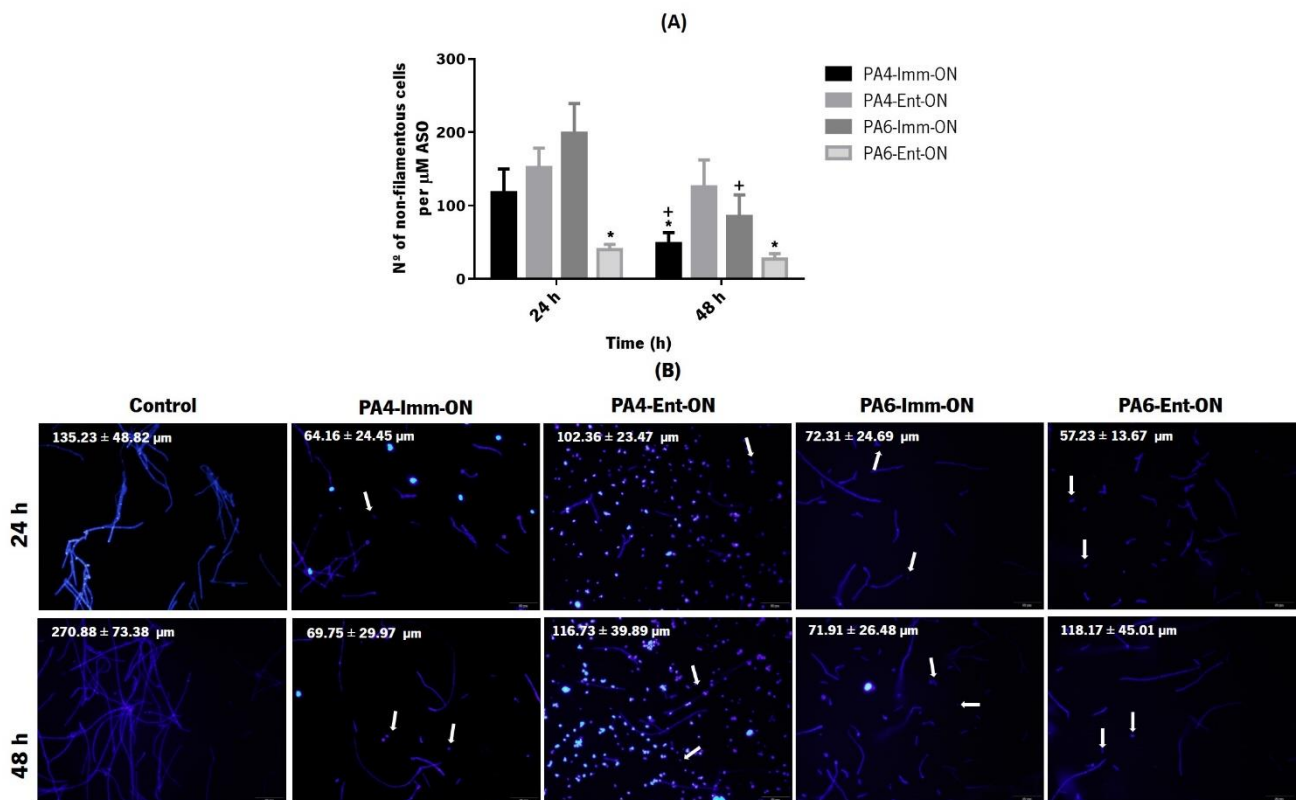 (A)
300
200
100
0
Nº of non-filamentous cells
per μM ASO
PA4-Imm-ON
PA4-Ent-ON
PA6-Imm-ON
PA6-Ent-ON
*
+
*
+
*
24 h
48 h
Time (h)
(B)
Control
PA4-Imm-ON
PA4-Ent-ON
PA6-Imm-ON
PA6-Ent-ON
24 h
135.23 ± 48.82 μm
64.16 ± 24.45 μm
102.36 ± 23.47 μm
72.31 ± 24.69 μm
57.23 ± 13.67 μm
48 h
270.88 ± 73.38 μm
69.75 ± 29.97 μm
116.73 ± 39.89 μm
71.91 ± 26.48 μm
118.17 ± 45.01 μm